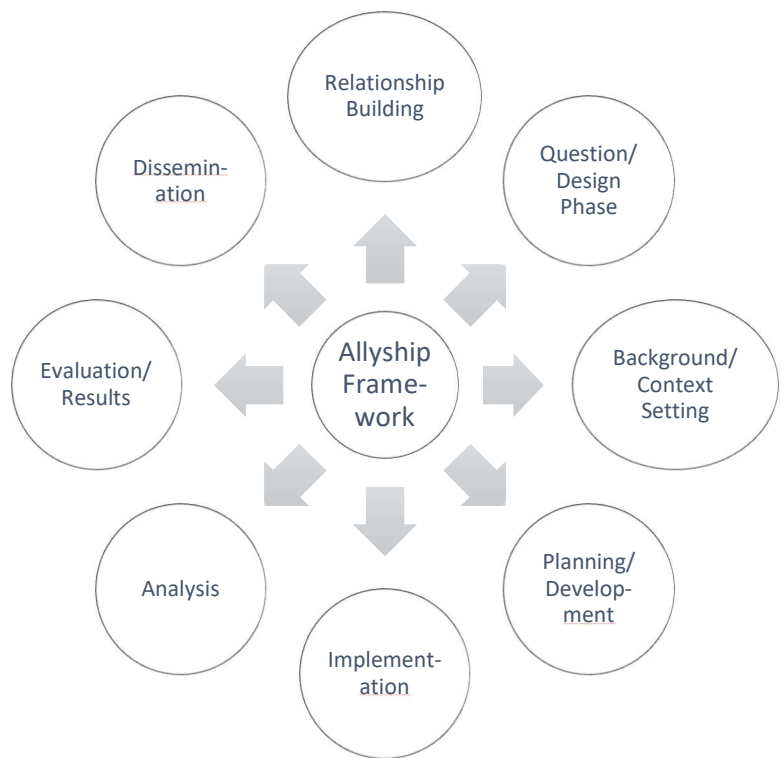 Relationship
Building
Question/
Design
Phase
Background/
Context
Setting
Planning/
Develop-
ment
Implement-
ation
Analysis
Evaluation/
Results
Dissemin-
ation
Allyship
Frame-
work